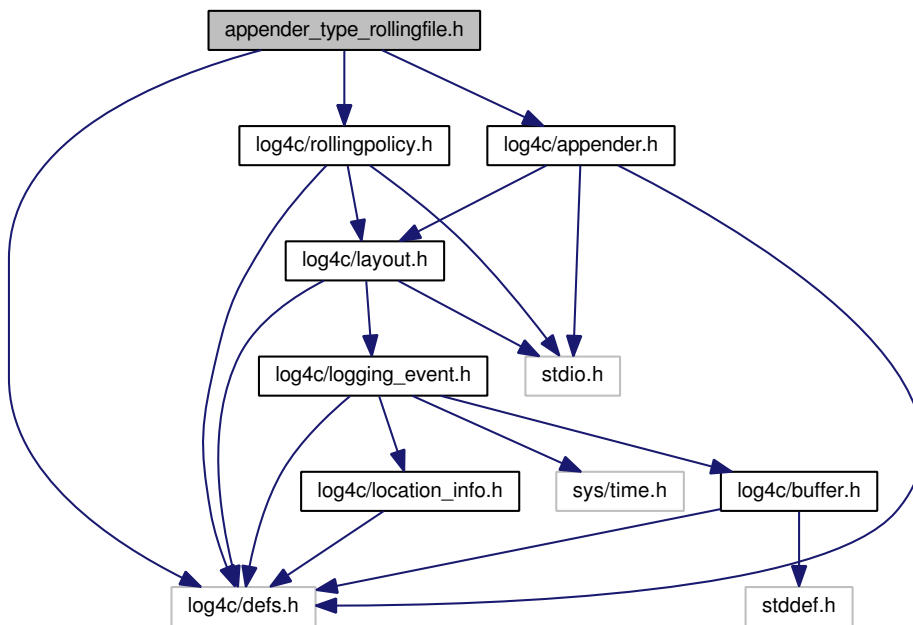 appender_type_rollingfile.h
log4c/rollingpolicy.h
log4c/appender.h
log4c/layout.h
log4c/logging_event.h
stdio.h
log4c/location_info.h
sys/time.h
log4c/buffer.h
log4c/defs.h
stddef.h